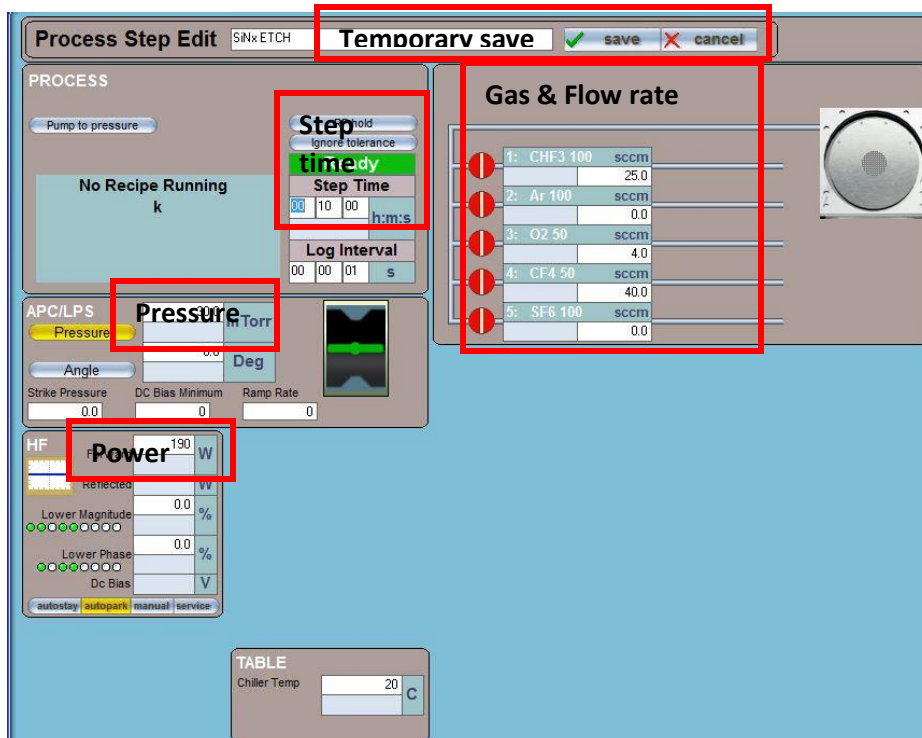 Process Step Edit SiNx ETCH Temporary save save cancel
PROCESS
Pump to pressure
hold
Ignore tolerance
Step
time
Ready
No Recipe Running
k
Step Time
00 10 00 h:m:s
Log Interval
00 00 01 s
Gas & Flow rate
1: CHF3 100 sccm
25.0
2: Ar 100 sccm
0.0
3: O2 50 sccm
4.0
4: CF4 50 sccm
40.0
5: SF6 100 sccm
0.0
APC/LPS
Pressure
Pressure
mTorr
0.0
Angle
Deg
Strike Pressure DC Bias Minimum Ramp Rate
0.0 0 0
HF
Power
190 W
Reflected W
Lower Magnitude 0.0 %
Lower Phase 0.0 %
Dc Bias V
autostay autopark manual service
TABLE
Chiller Temp 20 C